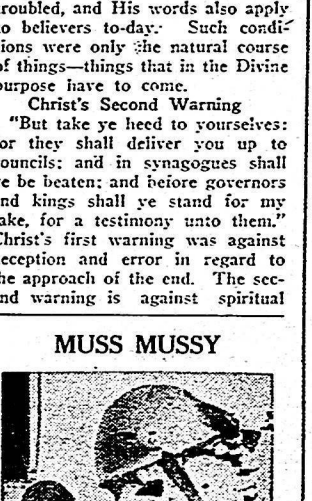 troubled, and His words also apply
to believers to-day. Such condi-
tions were only the natural course
of things—things that in the Divine
purpose have to come.
Christ's Second Warning
"But take ye heed to yourselves:
for they shall deliver you up to
councils; and in synagogues shall
ye be beaten; and before governors
and kings shall ye stand for my
sake, for a testimony unto them."
Christ's first warning was against
deception and error in regard to
the approach of the end. The sec-
ond warning is against spiritual
MUSS MUSSY